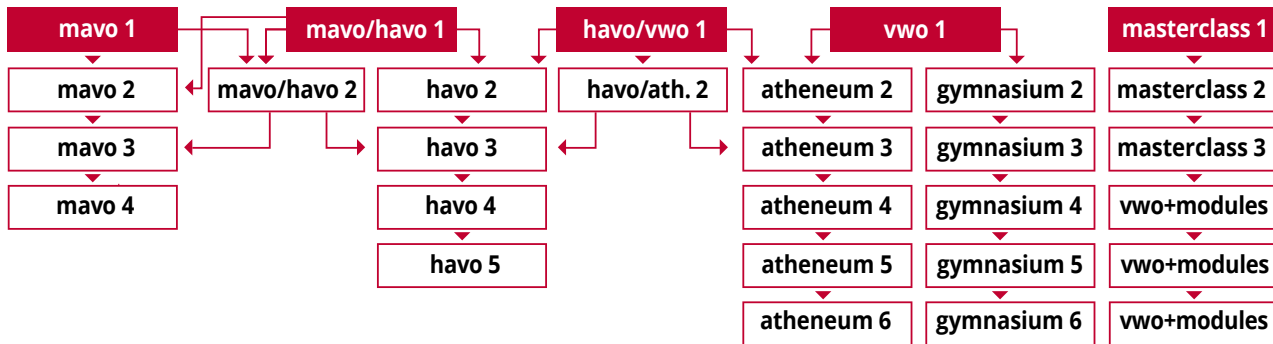 mavo 1
mavo/havo 1
havo/vwo 1
vwo 1
masterclass 1
mavo 2
mavo/havo 2
havo 2
havo/ath. 2
atheneum 2
gymnasium 2
masterclass 2
mavo 3
havo 3
atheneum 3
gymnasium 3
masterclass 3
mavo 4
havo 4
atheneum 4
gymnasium 4
vwo+modules
havo 5
atheneum 5
gymnasium 5
vwo+modules
atheneum 6
gymnasium 6
vwo+modules